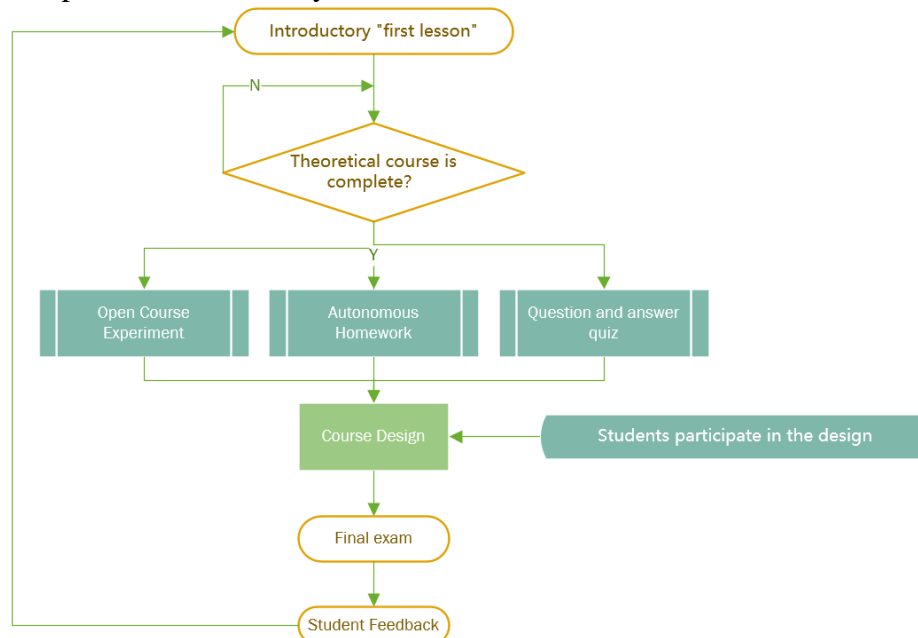 Introductory "first lesson"
N
Theoretical course is
complete?
Y
Open Course
Experiment
Autonomous
Homework
Question and answer
quiz
Course Design
Students participate in the design
Final exam
Student Feedback